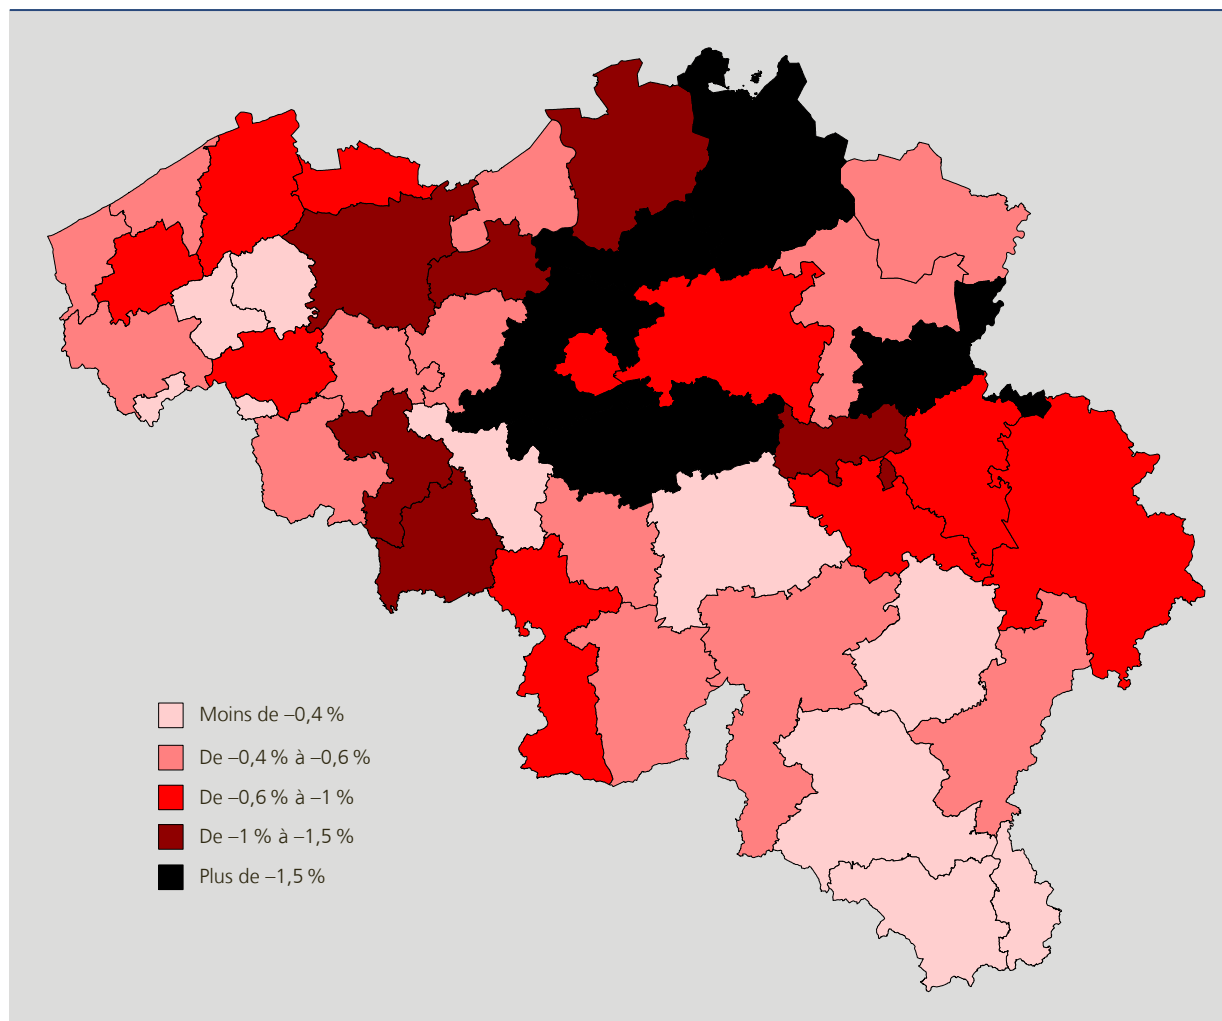 Moins de –0,4 %
De –0,4 % à –0,6 %
De –0,6 % à –1 %
De –1 % à –1,5 %
Plus de –1,5 %